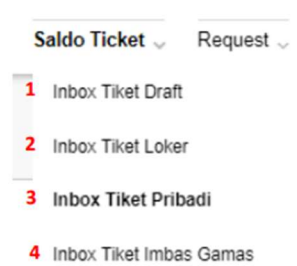 Saldo Ticket Request
1 Inbox Tiket Draft
2 Inbox Tiket Loker
3 Inbox Tiket Pribadi
4 Inbox Tiket Imbas Gamas